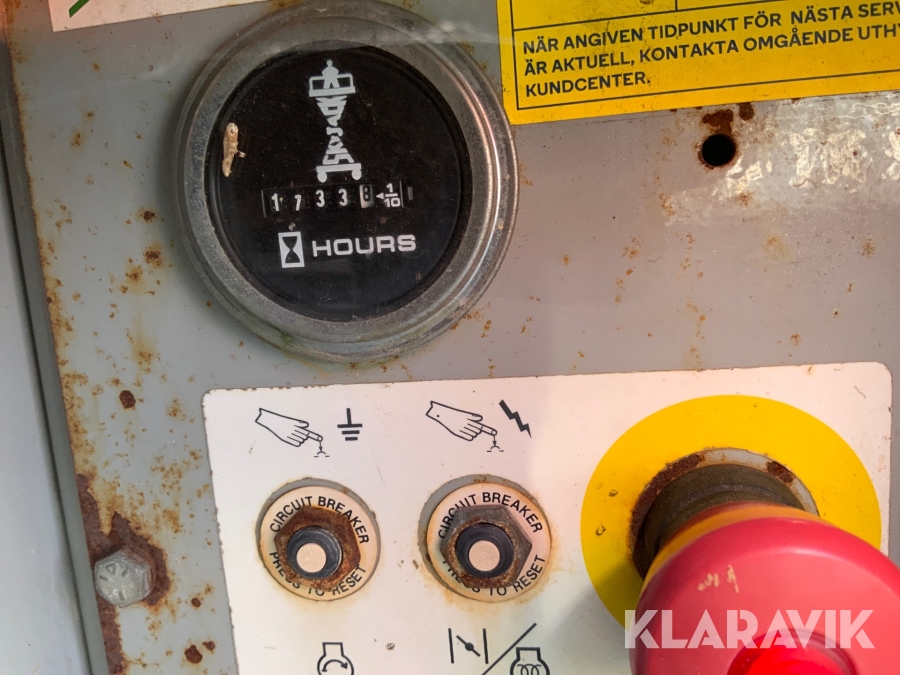 NÄR ANGIVEN TIDPUNKT FÖR NÄSTA SERV
ÄR AKTUELL, KONTAKTA OMGÅENDE UTHY
KUNDCENTER.
1 7 3 3 8 1/10
HOURS
CIRCUIT BREAKER
PRESS TO RESET
CIRCUIT BREAKER
PRESS TO RESET
KLARAVIK